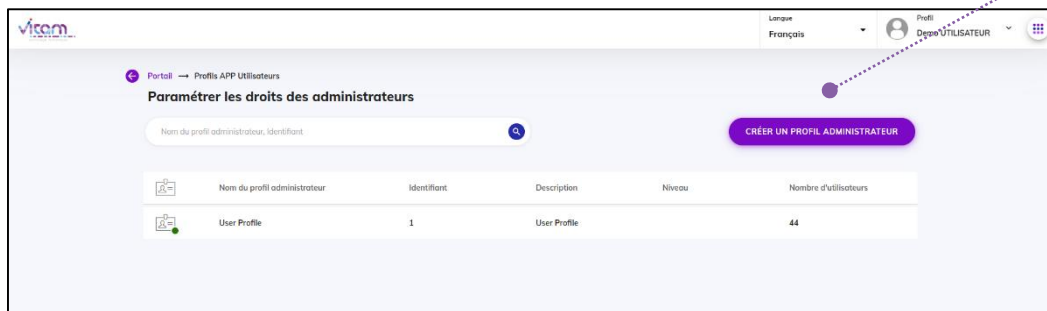 vitam
Langue
Français
Profil
Demo UTILISATEUR
Portail → Profils APP Utilisateurs
Paramétrer les droits des administrateurs
Nom du profil administrateur, Identifiant
CRÉER UN PROFIL ADMINISTRATEUR
Nom du profil administrateur Identifiant Description Niveau Nombre d'utilisateurs
User Profile 1 User Profile 44